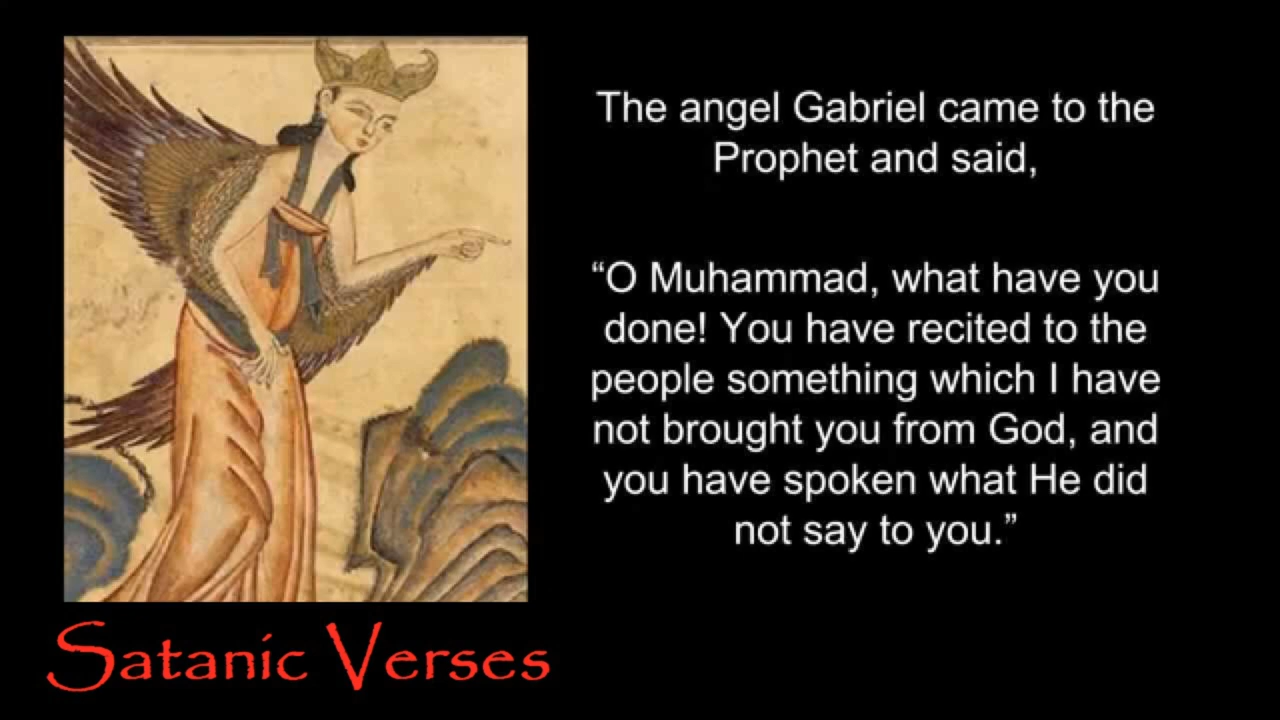 The angel Gabriel came to the
Prophet and said,
“O Muhammad, what have you
done! You have recited to the
people something which I have
not brought you from God, and
you have spoken what He did
not say to you.”
Satanic Verses